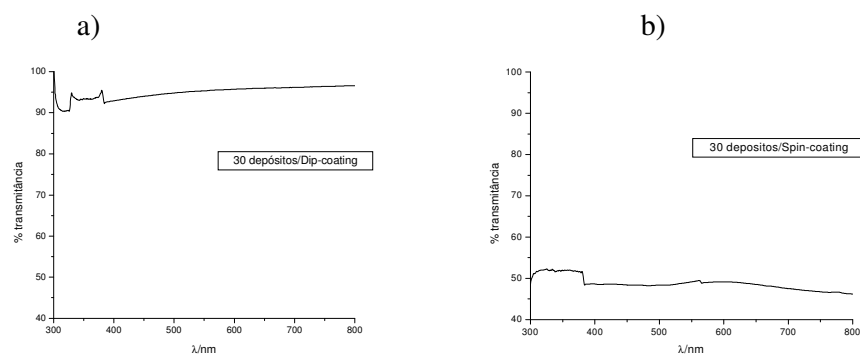 a)
100
90
80
70
60
50
40
% transmitância
30 depósitos/Dip-coating
300 400 500 600 700 800
λ/nm
b)
100
90
80
70
60
50
40
% transmitância
30 depositos/Spin-coating
300 400 500 600 700 800
λ/nm